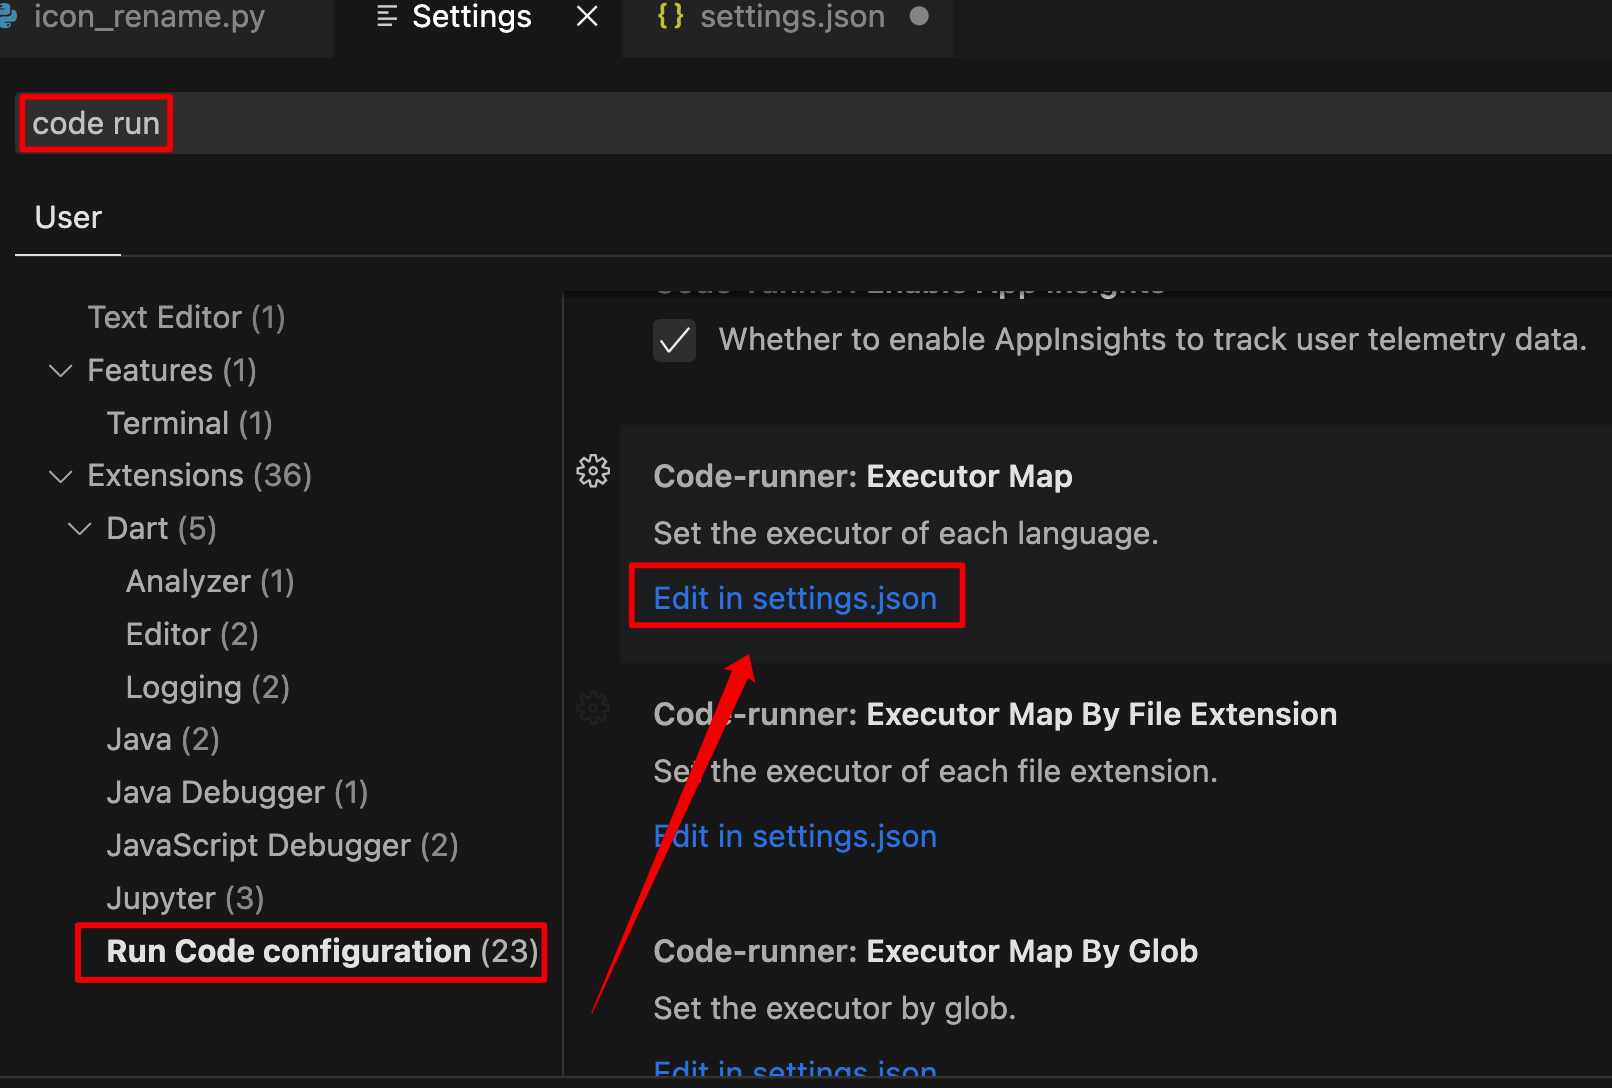 icon_rename.py
Settings
{} settings.json
code run
User
Text Editor (1)
Features (1)
Terminal (1)
Extensions (36)
Dart (5)
Analyzer (1)
Editor (2)
Logging (2)
Java (2)
Java Debugger (1)
JavaScript Debugger (2)
Jupyter (3)
Run Code configuration (23)
Code-runner: Enable App Insights
Whether to enable AppInsights to track user telemetry data.
Code-runner: Executor Map
Set the executor of each language.
Edit in settings.json
Code-runner: Executor Map By File Extension
Set the executor of each file extension.
Edit in settings.json
Code-runner: Executor Map By Glob
Set the executor by glob.
Edit in settings.json